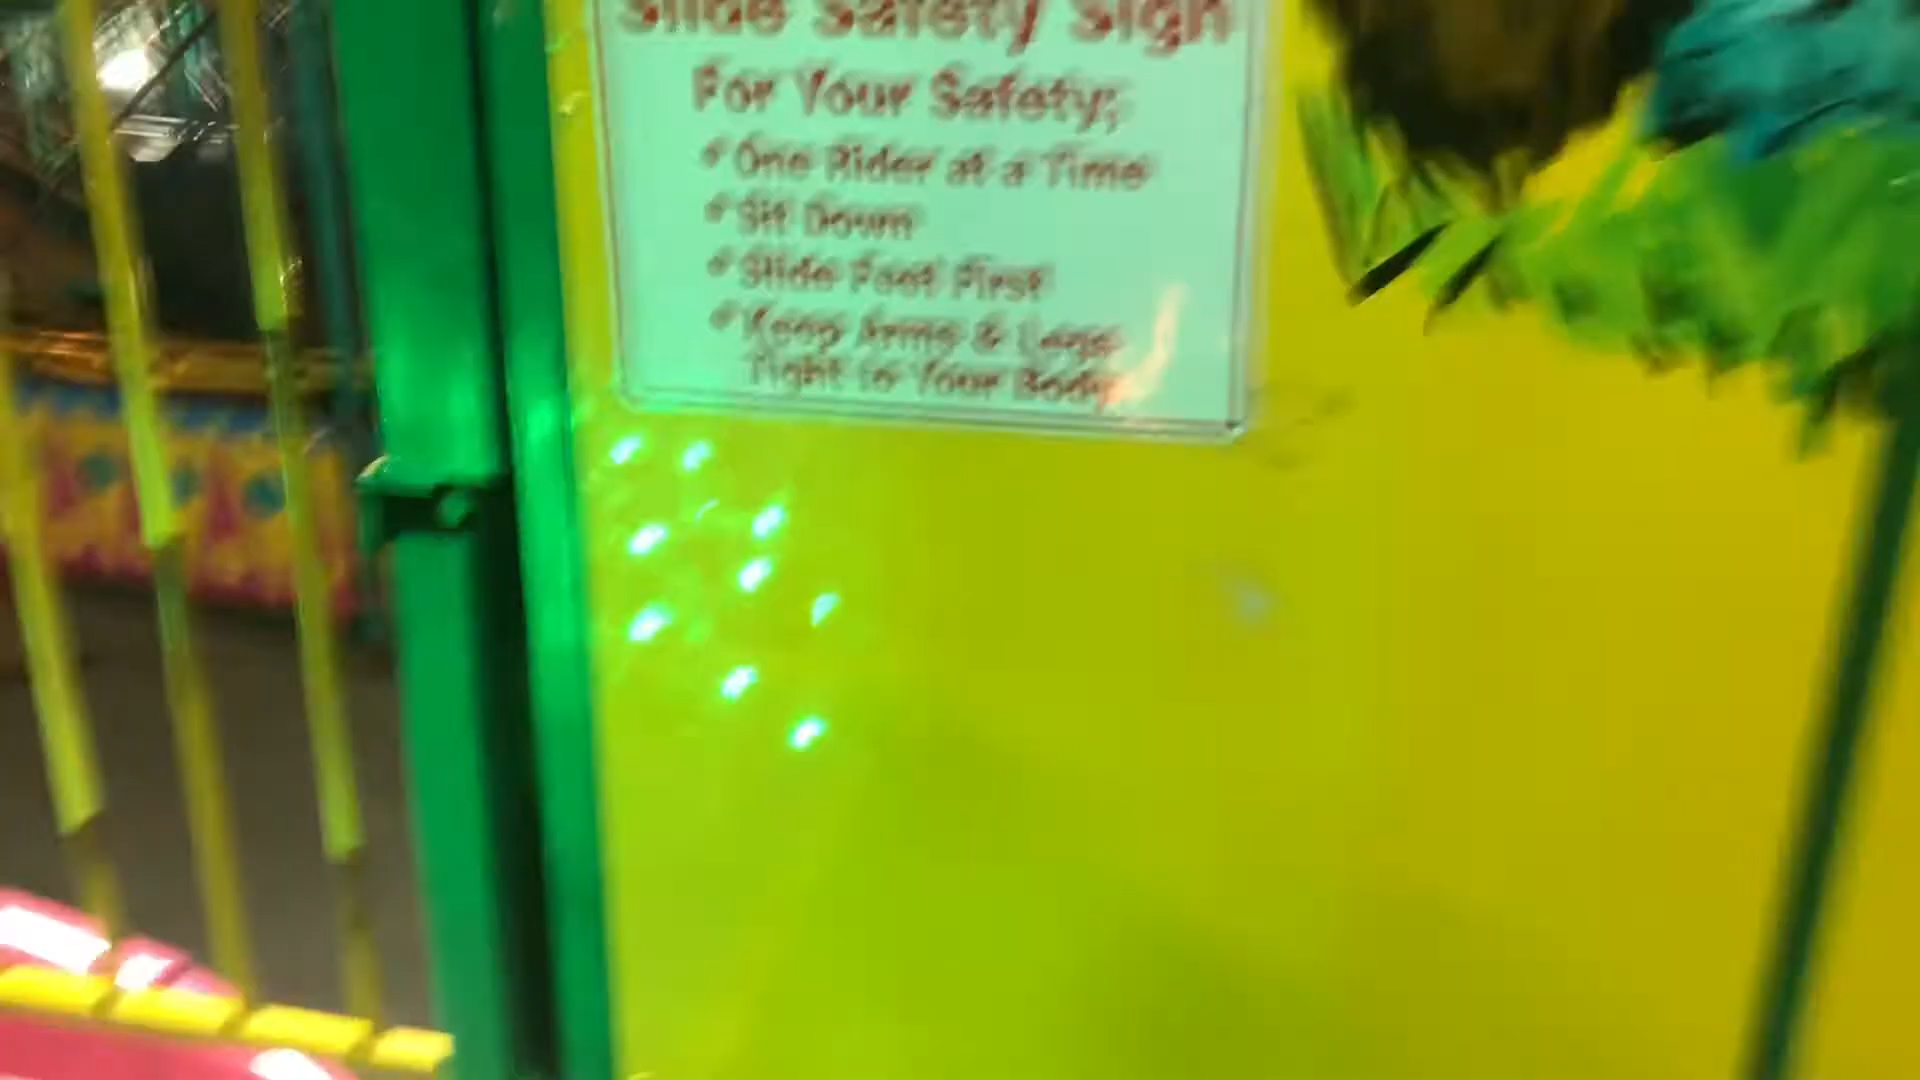 Slide Safety Sign
For Your Safety;
One Rider at a Time
Sit Down
Slide Feet First
Keep Arms & Legs
Tight to Your Body